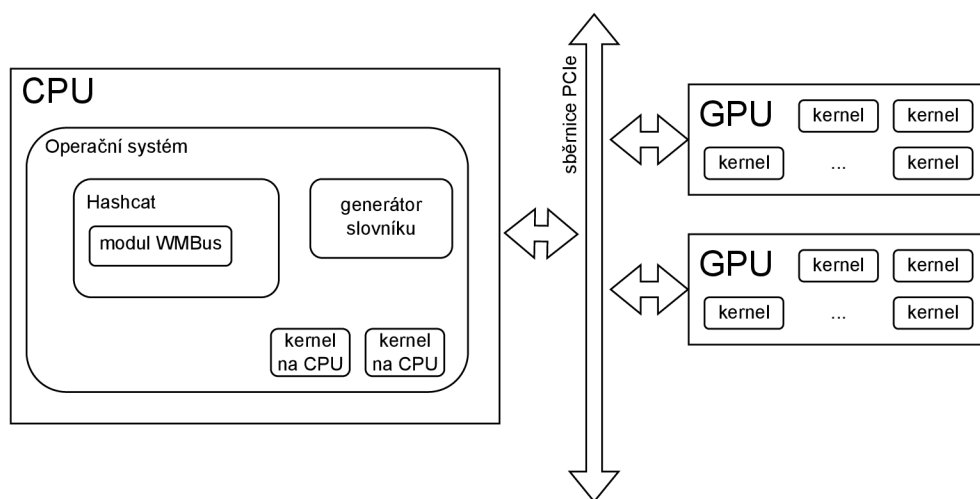 CPU
Operační systém
Hashcat
modul WMBus
generátor
slovníku
kernel
na CPU
kernel
na CPU
sběrnice PCIe
GPU
kernel
kernel
kernel
...
kernel
GPU
kernel
kernel
kernel
...
kernel